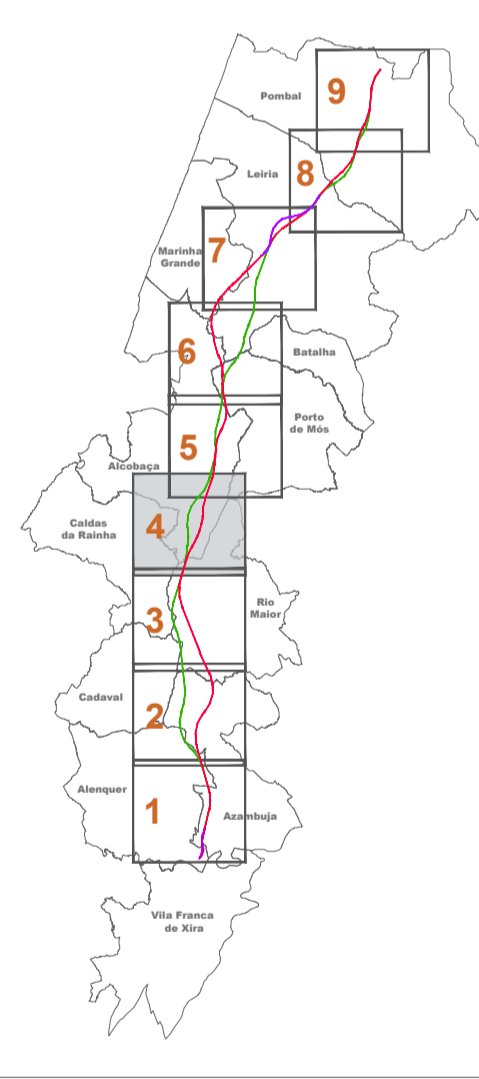 9
Pombal
8
Leiria
7
Marinha
Grande
6
Batalha
Porto
de Mós
5
Alcobaça
4
Caldas
da Rainha
Rio
Maior
3
Cadaval
2
Alenquer
1
Azambuja
Vila Franca
de Xira